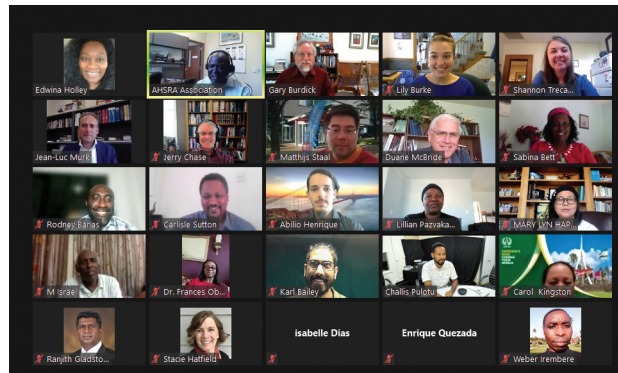 Edwina Holley
AHSRA Association
Gary Burdick
Lily Burke
Shannon Treca...
Jean-Luc Murk
Jerry Chase
Matthijs Staal
Duane McBride
Sabina Bett
Rodney Banas
Carlisle Sutton
Abilio Henrique
Lillian Pazvaka...
MARY LYN HAP...
M Israel
Dr. Frances Ob...
Karl Bailey
Challis Pulotu
Carol Kingston
Ranjith Gladsto...
Stacie Hatfield
isabelle Dias
Enrique Quezada
Weber Irembere